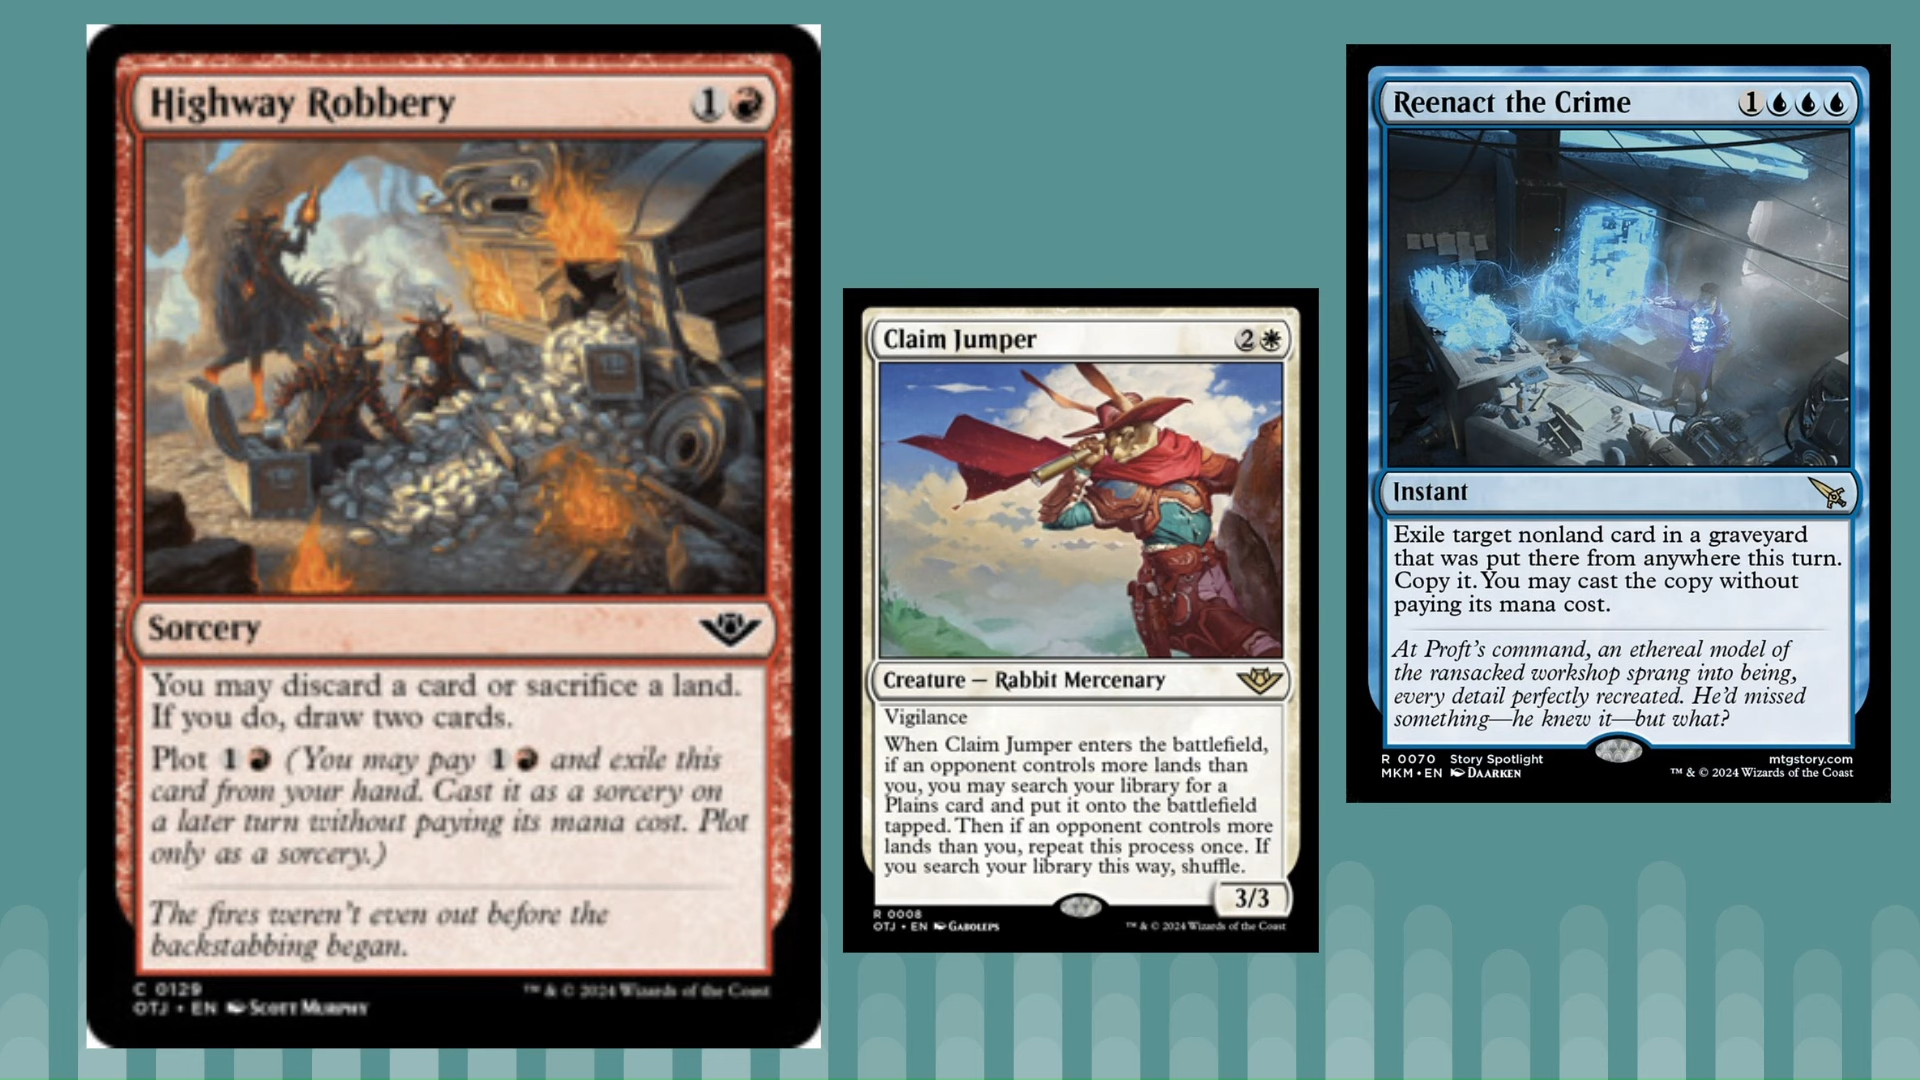 Highway Robbery 1
Sorcery
You may discard a card or sacrifice a land.
If you do, draw two cards.
Plot 1 (You may pay 1 and exile this
card from your hand. Cast it as a sorcery on
a later turn without paying its mana cost. Plot
only as a sorcery.)
The fires weren't even out before the
backstabbing began.
C 0129
OTJ • EN Scott Murphy
™ & © 2024 Wizards of the Coast
Claim Jumper 2
Creature — Rabbit Mercenary
Vigilance
When Claim Jumper enters the battlefield,
if an opponent controls more lands than
you, you may search your library for a
Plains card and put it onto the battlefield
tapped. Then if an opponent controls more
lands than you, repeat this process once. If
you search your library this way, shuffle.
3/3
R 0008
OTJ • EN Gaboleps
™ & © 2024 Wizards of the Coast
Reenact the Crime 1
Instant
Exile target nonland card in a graveyard
that was put there from anywhere this turn.
Copy it. You may cast the copy without
paying its mana cost.
At Proft's command, an ethereal model of
the ransacked workshop sprang into being,
every detail perfectly recreated. He'd missed
something—he knew it—but what?
R 0070 Story Spotlight
MKM • EN Daarken
mtgstory.com
™ & © 2024 Wizards of the Coast